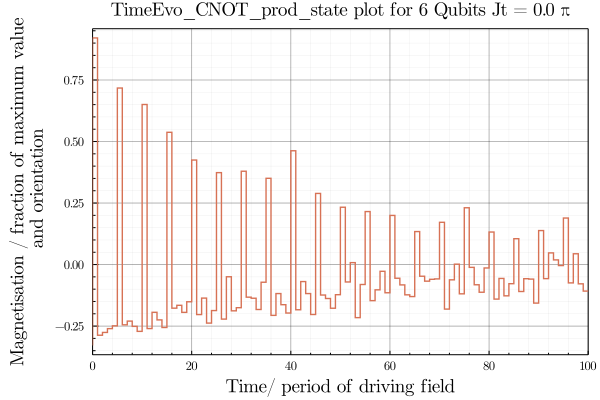 TimeEvo_CNOT_prod_state plot for 6 Qubits Jt = 0.0 π
Magnetisation / fraction of maximum value
and orientation
0.75
0.50
0.25
0.00
−0.25
0 20 40 60 80 100
Time/ period of driving field